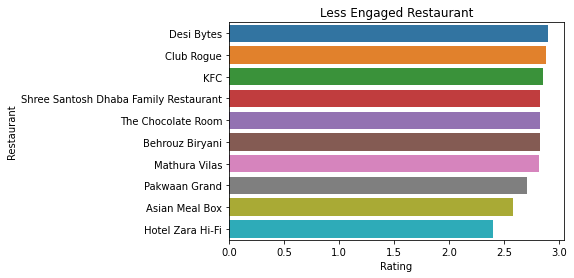 Less Engaged Restaurant
Restaurant
Desi Bytes
Club Rogue
KFC
Shree Santosh Dhaba Family Restaurant
The Chocolate Room
Behrouz Biryani
Mathura Vilas
Pakwaan Grand
Asian Meal Box
Hotel Zara Hi-Fi
0.0 0.5 1.0 1.5 2.0 2.5 3.0
Rating